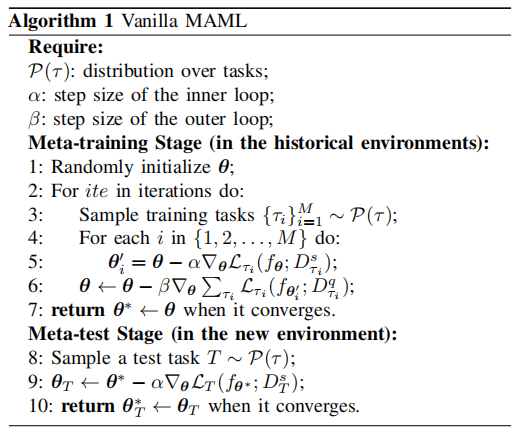 Algorithm 1 Vanilla MAML
Require:
𝒫(τ): distribution over tasks;
α: step size of the inner loop;
β: step size of the outer loop;
Meta-training Stage (in the historical environments):
1: Randomly initialize θ;
2: For ite in iterations do:
3: Sample training tasks {τ_i}_{i=1}^M ∼ 𝒫(τ);
4: For each i in {1, 2, . . . , M} do:
5: θ′_i = θ − α∇_θ ℒ_{τ_i}(f_θ; D^s_{τ_i});
6: θ ← θ − β∇_θ ∑_{τ_i} ℒ_{τ_i}(f_{θ′_i}; D^q_{τ_i});
7: return θ* ← θ when it converges.
Meta-test Stage (in the new environment):
8: Sample a test task T ∼ 𝒫(τ);
9: θ_T ← θ* − α∇_θ ℒ_T(f_{θ*}; D^s_T);
10: return θ*_T ← θ_T when it converges.